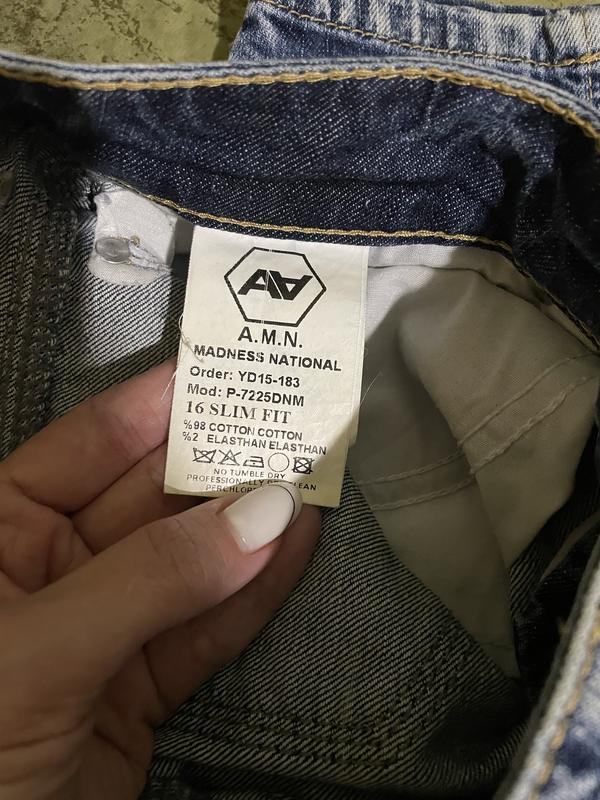 A.M.N.
MADNESS NATIONAL
Order: YD15-183
Mod: P-7225DNM
16 SLIM FIT
%98 COTTON COTTON
%2 ELASTHAN ELASTHAN
NO TUMBLE DRY
PROFESSIONALLY